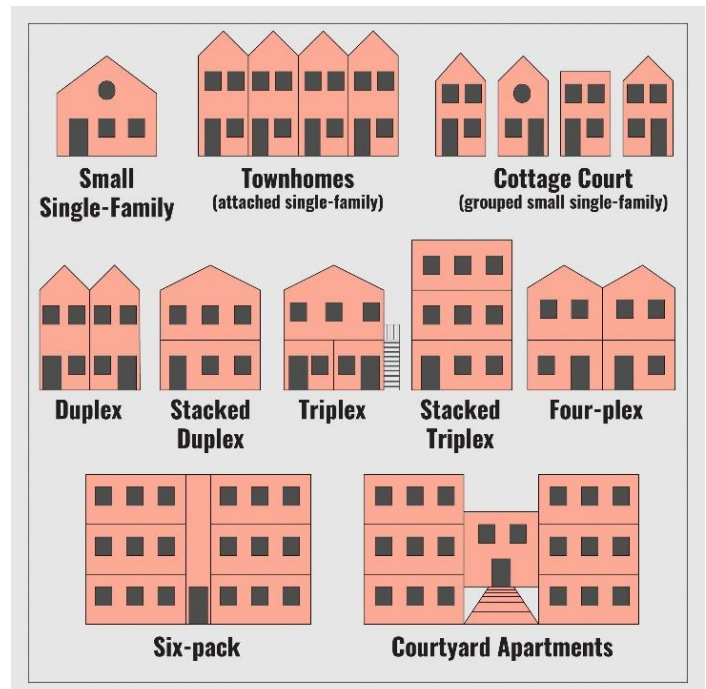 Small
Single-Family
Townhomes
(attached single-family)
Cottage Court
(grouped small single-family)
Duplex
Stacked
Duplex
Triplex
Stacked
Triplex
Four-plex
Six-pack
Courtyard Apartments